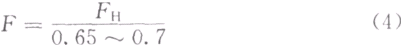 F = F_H / 0.65～0.7 (4)